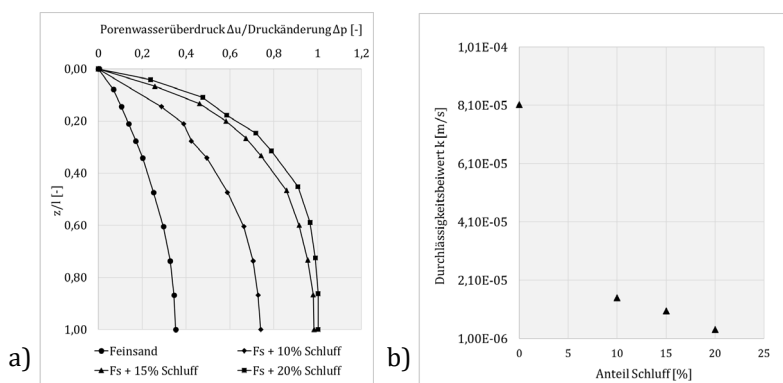 Porenwasserüberdruck Δu/Druckänderung Δp [-]
0 0,2 0,4 0,6 0,8 1 1,2
0,00
0,20
0,40
0,60
0,80
1,00
z/l [-]
Feinsand
Fs + 10% Schluff
Fs + 15% Schluff
Fs + 20% Schluff
a)
1,01E-04
8,10E-05
6,10E-05
4,10E-05
2,10E-05
1,00E-06
Durchlässigkeitsbeiwert k [m/s]
0 5 10 15 20 25
Anteil Schluff [%]
b)